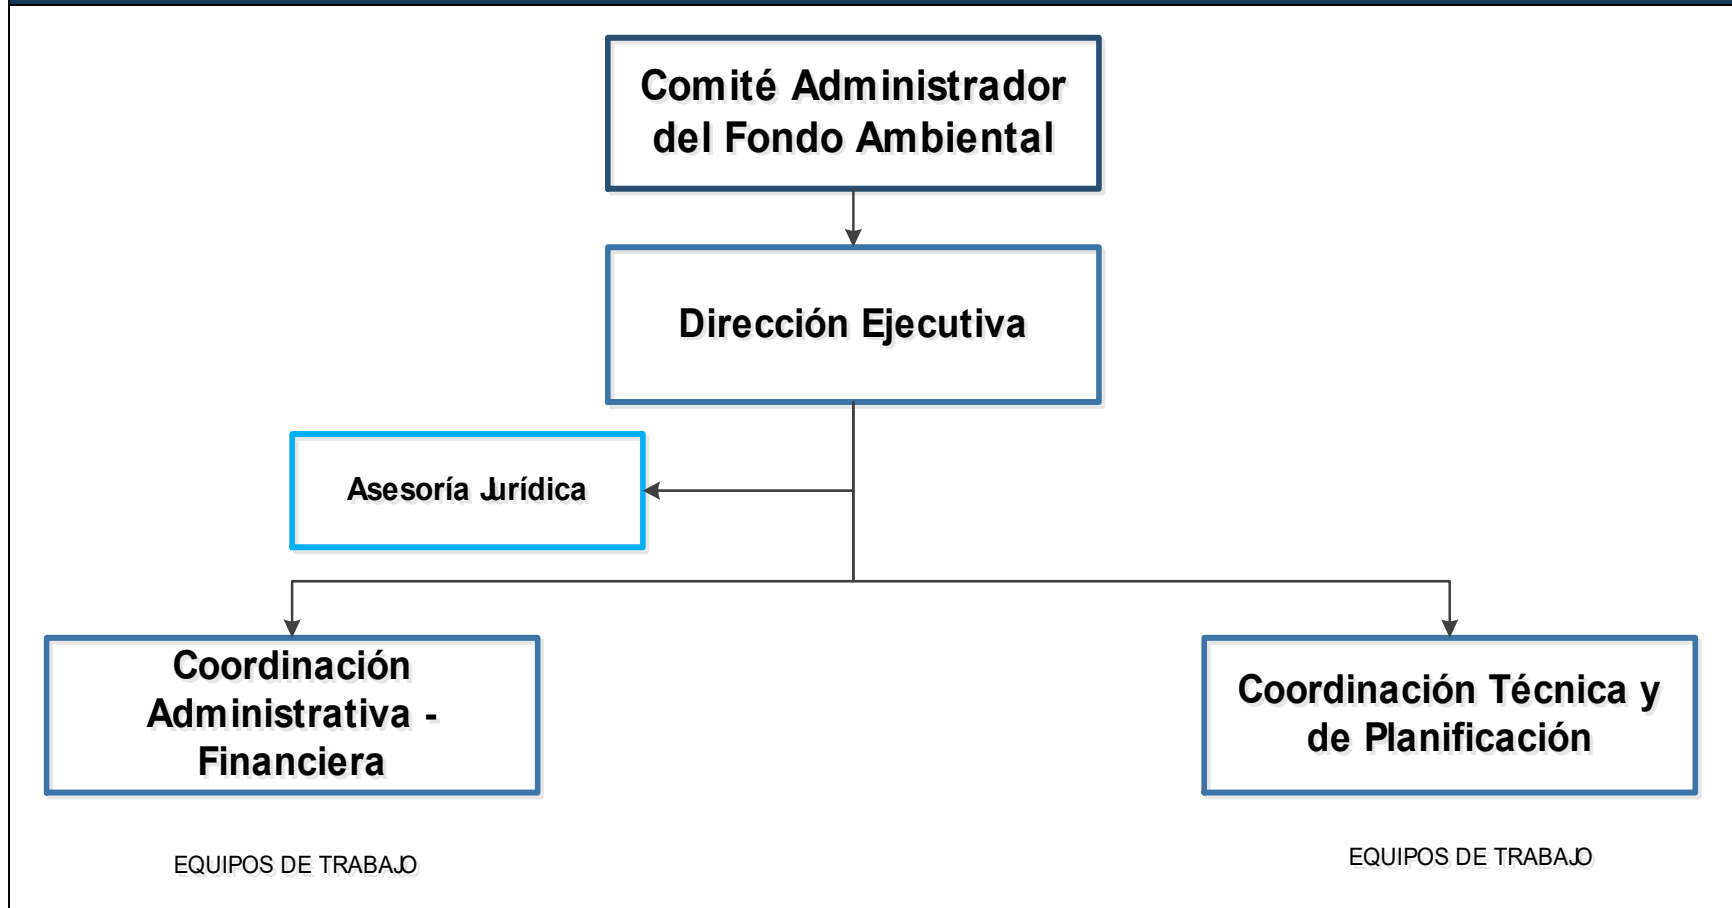 Comité Administrador
del Fondo Ambiental
Dirección Ejecutiva
Asesoría Jurídica
Coordinación
Administrativa -
Financiera
Coordinación Técnica y
de Planificación
EQUIPOS DE TRABAJO
EQUIPOS DE TRABAJO